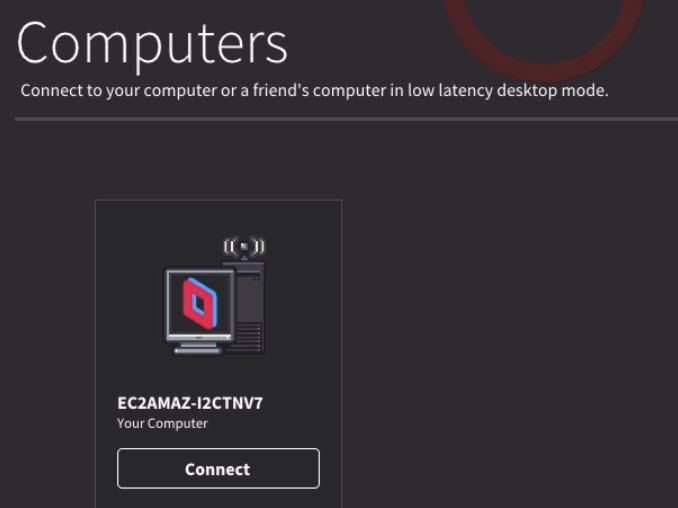 Computers
Connect to your computer or a friend's computer in low latency desktop mode.
EC2AMAZ-I2CTNV7
Your Computer
Connect